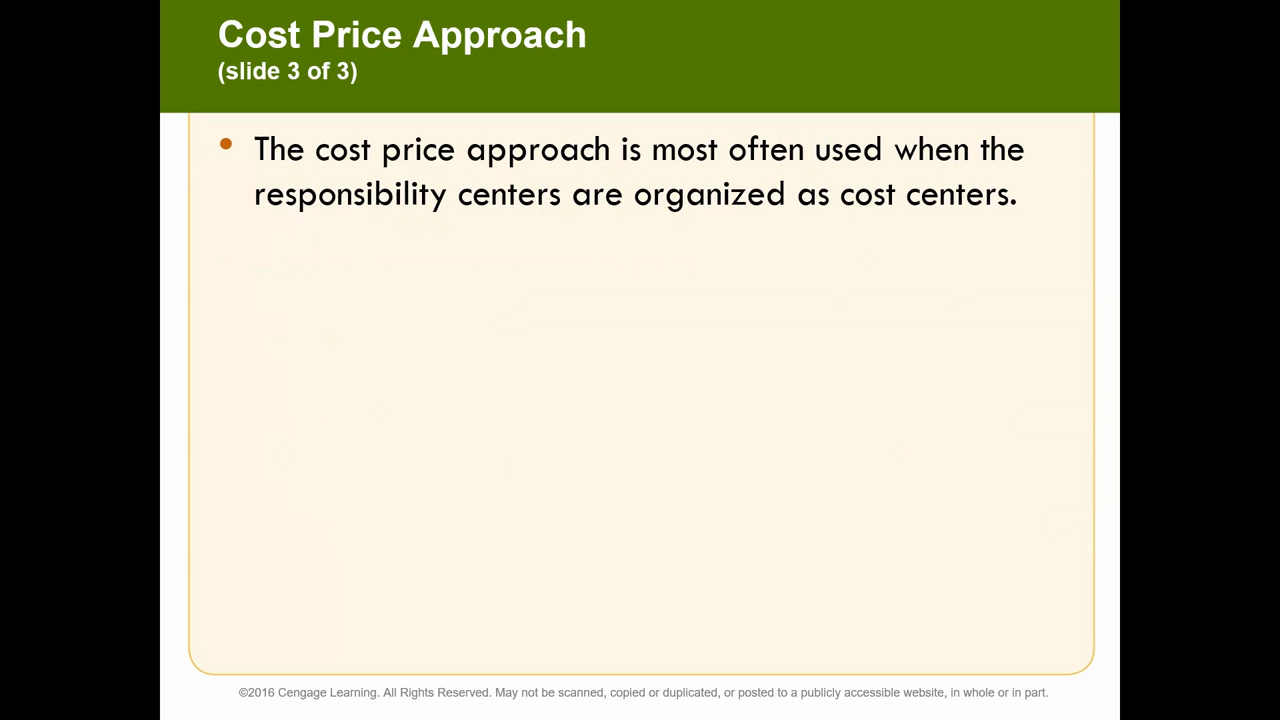 Cost Price Approach
(slide 3 of 3)
• The cost price approach is most often used when the
responsibility centers are organized as cost centers.
©2016 Cengage Learning. All Rights Reserved. May not be scanned, copied or duplicated, or posted to a publicly accessible website, in whole or in part.